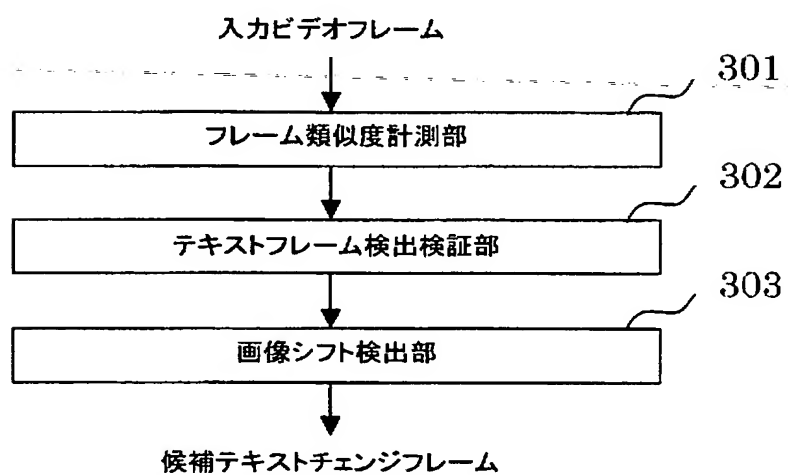 入力ビデオフレーム
301
フレーム類似度計測部
302
テキストフレーム検出検証部
303
画像シフト検出部
候補テキストチェンジフレーム